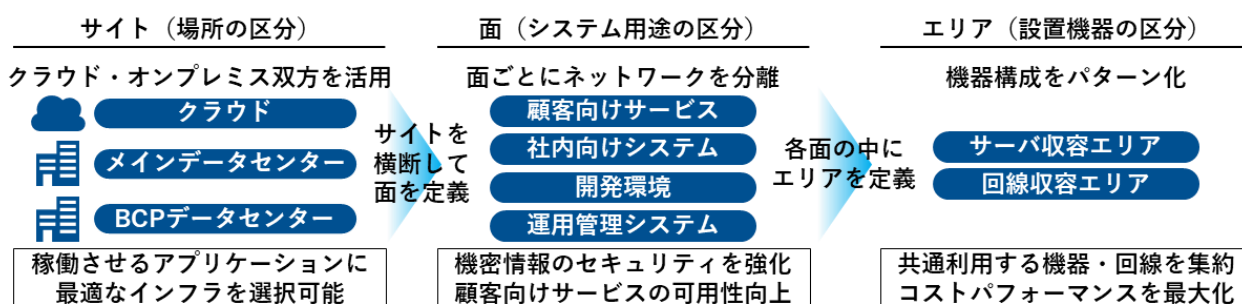 サイト（場所の区分）
クラウド・オンプレミス双方を活用
クラウド
メインデータセンター
BCPデータセンター
稼働させるアプリケーションに
最適なインフラを選択可能
サイトを
横断して
面を定義
面（システム用途の区分）
面ごとにネットワークを分離
顧客向けサービス
社内向けシステム
開発環境
運用管理システム
機密情報のセキュリティを強化
顧客向けサービスの可用性向上
各面の中に
エリアを定義
エリア（設置機器の区分）
機器構成をパターン化
サーバ収容エリア
回線収容エリア
共通利用する機器・回線を集約
コストパフォーマンスを最大化